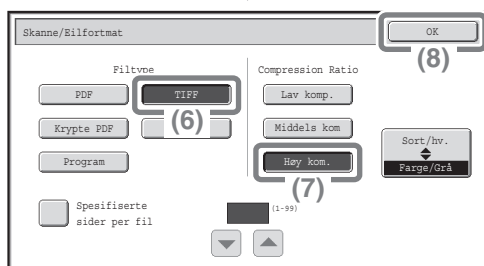 Skanne/Eilfortmat
OK
(8)
Filtype
Compression Ratio
PDF
TIFF
(6)
Lav komp.
Krypte PDF
Middels kom
Sort/hv.
Farge/Grå
Program
Høy kom.
(7)
Spesifiserte
sider per fil
(1-99)